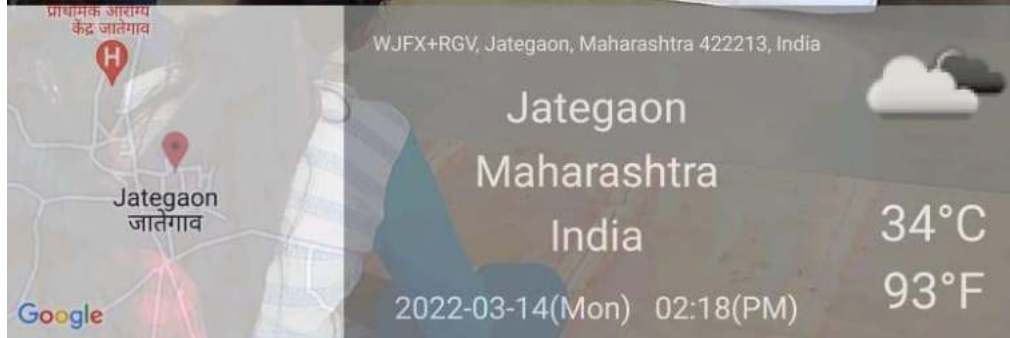 प्राथमिक आरोग्य
केंद्र जातेगाव
H
Jategaon
जातेगाव
Google
WJFX+RGV, Jategaon, Maharashtra 422213, India
Jategaon
Maharashtra
India
2022-03-14(Mon) 02:18(PM)
34°C
93°F